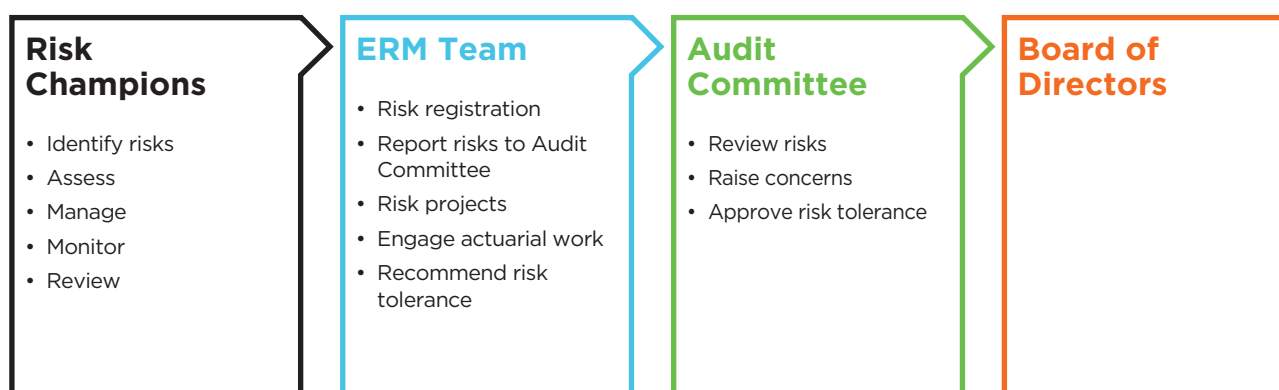 Risk
Champions
• Identify risks
• Assess
• Manage
• Monitor
• Review
ERM Team
• Risk registration
• Report risks to Audit
Committee
• Risk projects
• Engage actuarial work
• Recommend risk
tolerance
Audit
Committee
• Review risks
• Raise concerns
• Approve risk tolerance
Board of
Directors